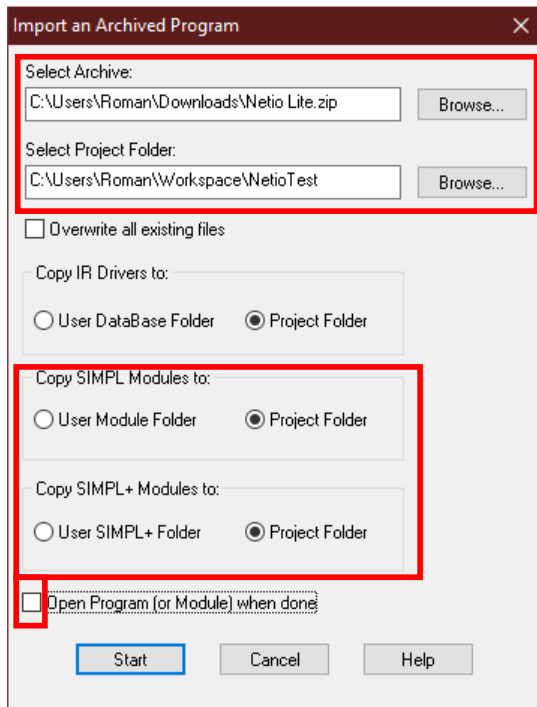 Import an Archived Program
Select Archive:
C:\Users\Roman\Downloads\Netio Lite.zip Browse...
Select Project Folder:
C:\Users\Roman\Workspace\NetioTest Browse...
Overwrite all existing files
Copy IR Drivers to:
User DataBase Folder Project Folder
Copy SIMPL Modules to:
User Module Folder Project Folder
Copy SIMPL+ Modules to:
User SIMPL+ Folder Project Folder
Open Program (or Module) when done
Start Cancel Help